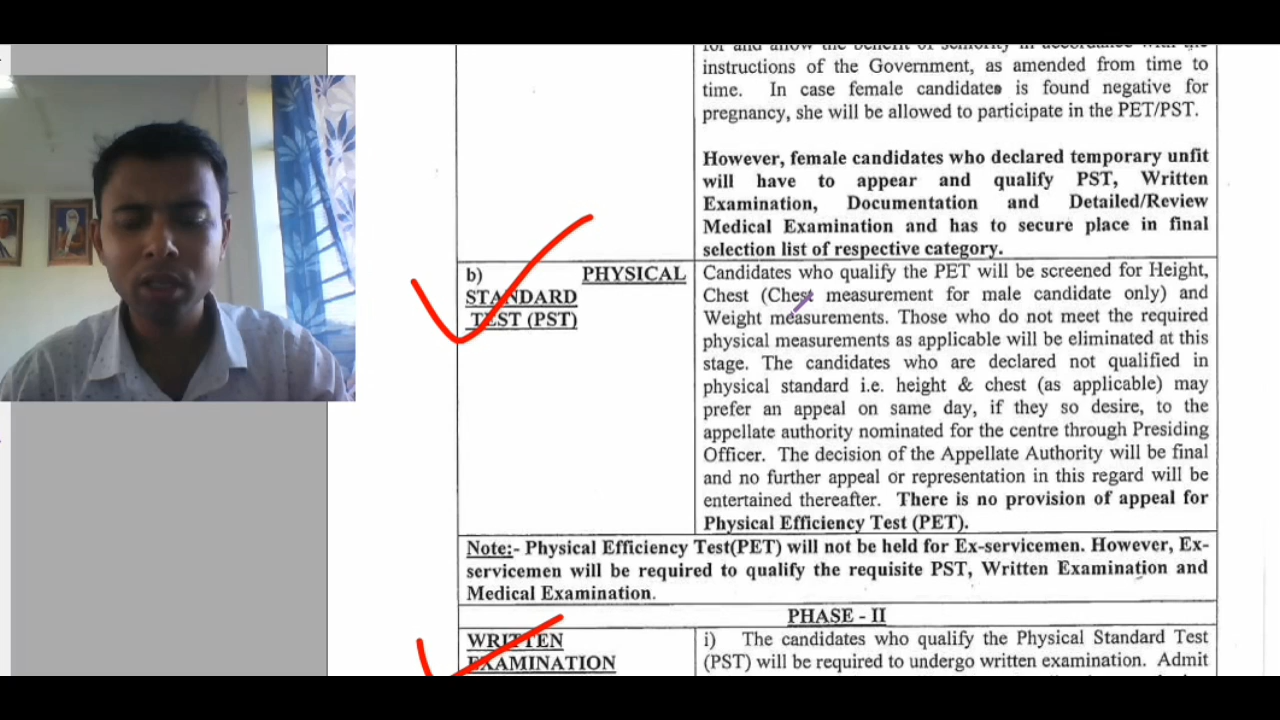 for and allow the benefit of seniority in accordance with the
instructions of the Government, as amended from time to
time. In case female candidates is found negative for
pregnancy, she will be allowed to participate in the PET/PST.
However, female candidates who declared temporary unfit
will have to appear and qualify PST, Written
Examination, Documentation and Detailed/Review
Medical Examination and has to secure place in final
selection list of respective category.
b) PHYSICAL
STANDARD
TEST (PST)
Candidates who qualify the PET will be screened for Height,
Chest (Chest measurement for male candidate only) and
Weight measurements. Those who do not meet the required
physical measurements as applicable will be eliminated at this
stage. The candidates who are declared not qualified in
physical standard i.e. height & chest (as applicable) may
prefer an appeal on same day, if they so desire, to the
appellate authority nominated for the centre through Presiding
Officer. The decision of the Appellate Authority will be final
and no further appeal or representation in this regard will be
entertained thereafter. There is no provision of appeal for
Physical Efficiency Test (PET).
Note:- Physical Efficiency Test(PET) will not be held for Ex-servicemen. However, Ex-
servicemen will be required to qualify the requisite PST, Written Examination and
Medical Examination.
PHASE - II
WRITTEN
EXAMINATION
i) The candidates who qualify the Physical Standard Test
(PST) will be required to undergo written examination. Admit